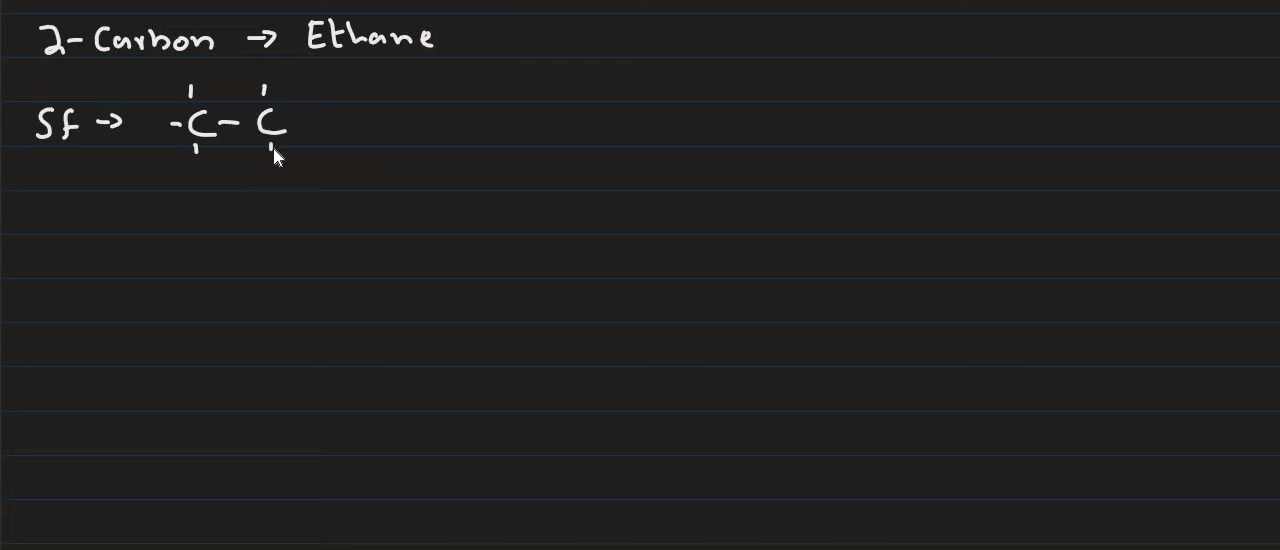 2-Carbon → Ethane
Sf → -C-C